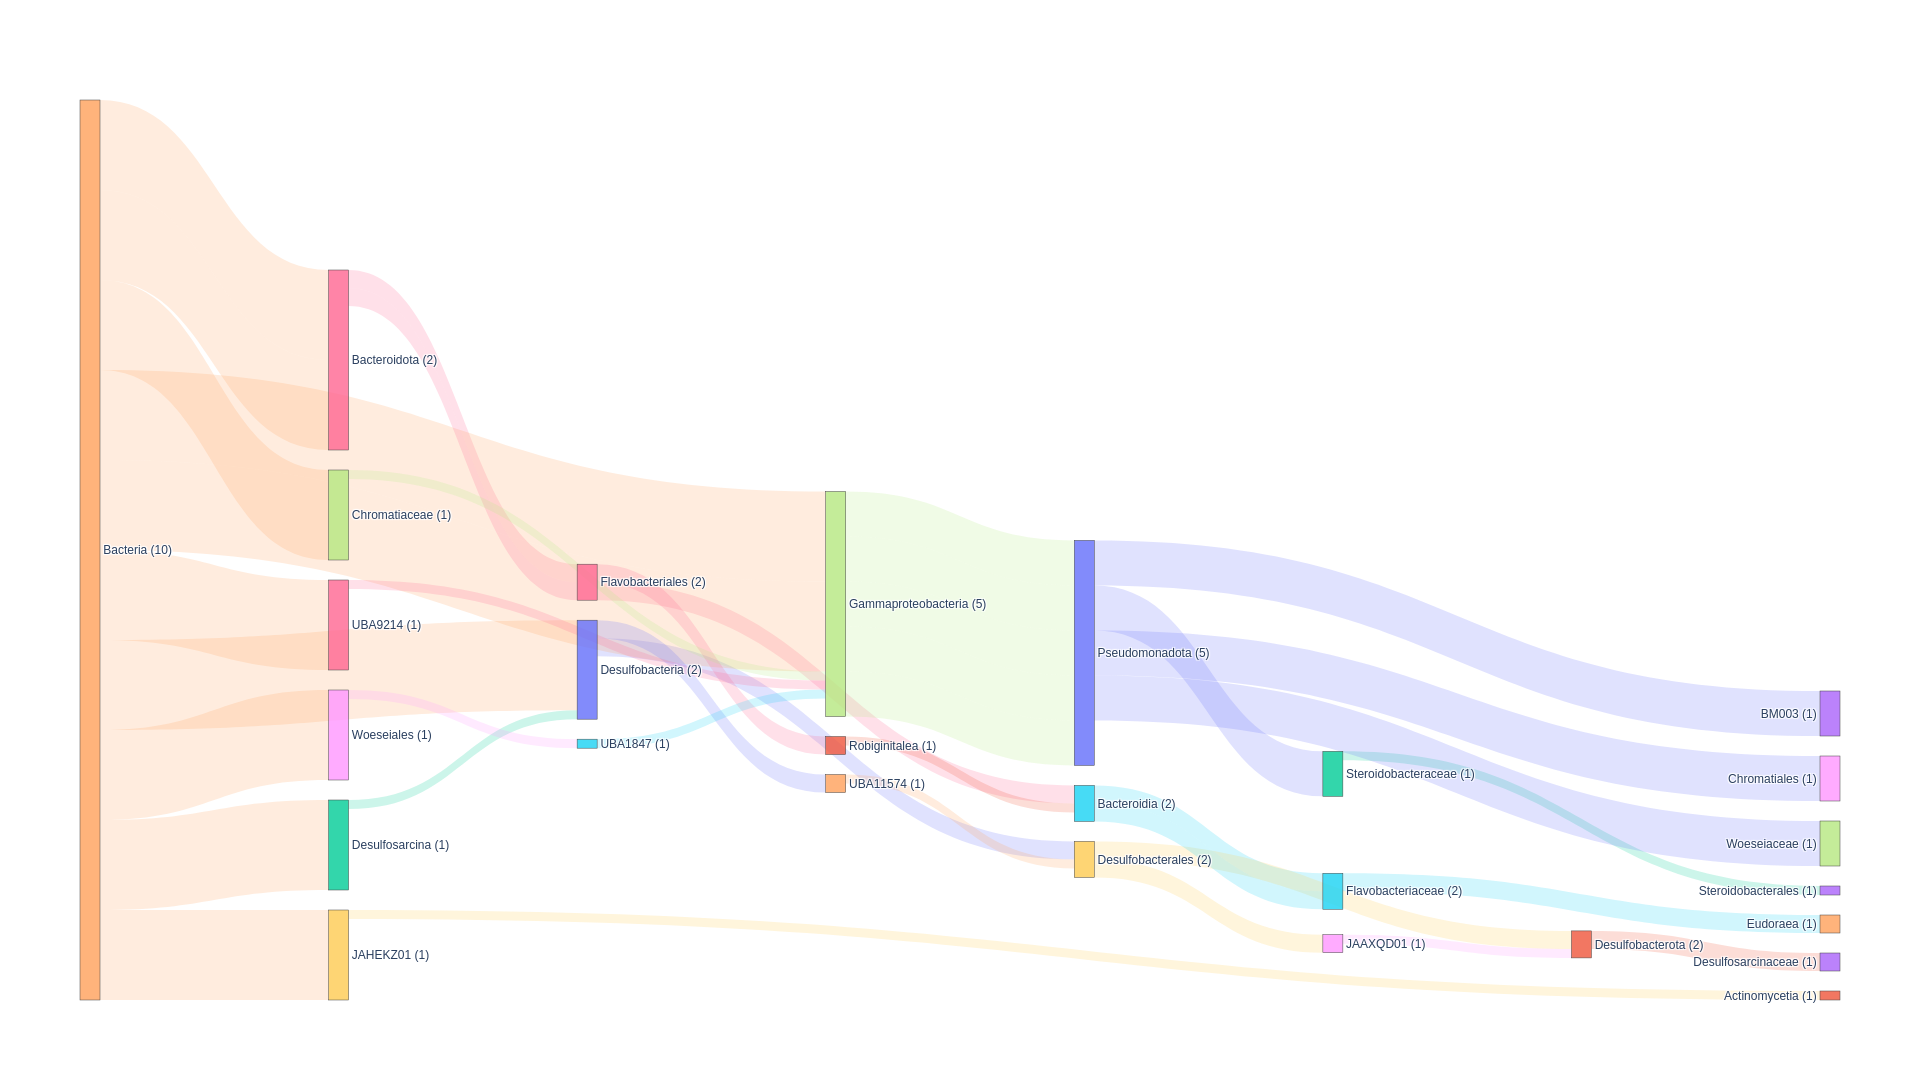 Bacteria (10)
Bacteroidota (2)
Chromatiaceae (1)
UBA9214 (1)
Woeseiales (1)
Desulfosarcina (1)
JAHEKZ01 (1)
Flavobacteriales (2)
Desulfobacteria (2)
UBA1847 (1)
Gammaproteobacteria (5)
Robiginitalea (1)
UBA11574 (1)
Pseudomonadota (5)
Bacteroidia (2)
Desulfobacterales (2)
Steroidobacteraceae (1)
Flavobacteriaceae (2)
JAAXQD01 (1)
Desulfobacterota (2)
BM003 (1)
Chromatiales (1)
Woeseiaceae (1)
Steroidobacterales (1)
Eudoraea (1)
Desulfosarcinaceae (1)
Actinomycetia (1)